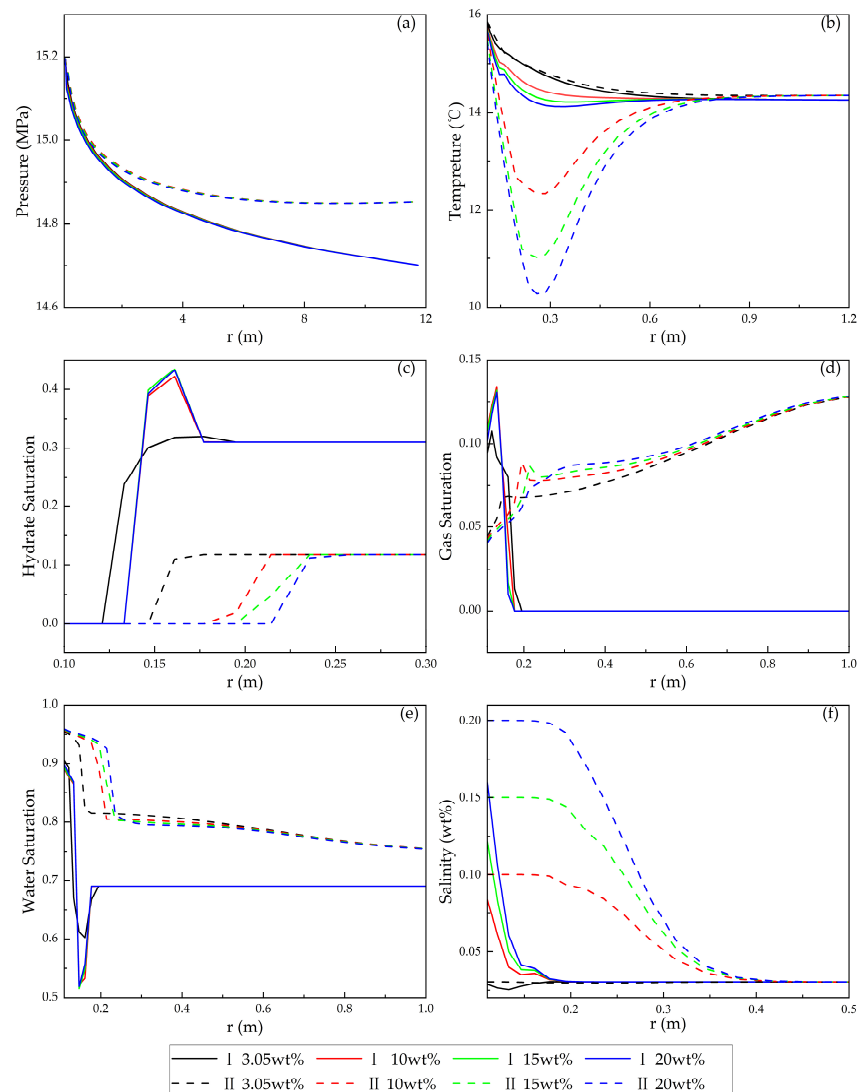 (a)
15.2
15.0
14.8
14.6
Pressure (MPa)
4
8
12
r (m)
(b)
16
14
12
10
Tempreture (℃)
0.3
0.6
0.9
1.2
r (m)
(c)
0.4
0.3
0.2
0.1
0.0
Hydrate Saturation
0.10
0.15
0.20
0.25
0.30
r (m)
(d)
0.15
0.10
0.05
0.00
Gas Saturation
0.2
0.4
0.6
0.8
1.0
r (m)
(e)
1.0
0.9
0.8
0.7
0.6
0.5
Water Saturation
0.2
0.4
0.6
0.8
1.0
r (m)
(f)
0.20
0.15
0.10
0.05
Salinity (wt%)
0.2
0.3
0.4
0.5
r (m)
Ⅰ 3.05wt% Ⅰ 10wt% Ⅰ 15wt% Ⅰ 20wt%
Ⅱ 3.05wt% Ⅱ 10wt% Ⅱ 15wt% Ⅱ 20wt%